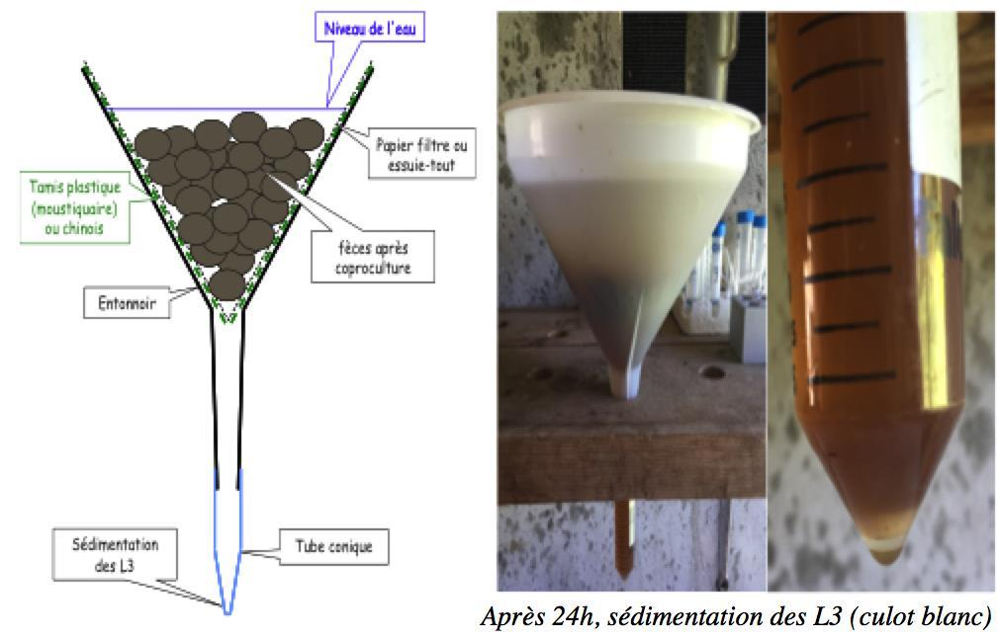 Niveau de l'eau
Papier filtre ou
essuie-tout
Tamis plastique
(moustiquaire)
ou chinois
fèces après
coproculture
Entonnoir
Sédimentation
des L3
Tube conique
Après 24h, sédimentation des L3 (culot blanc)